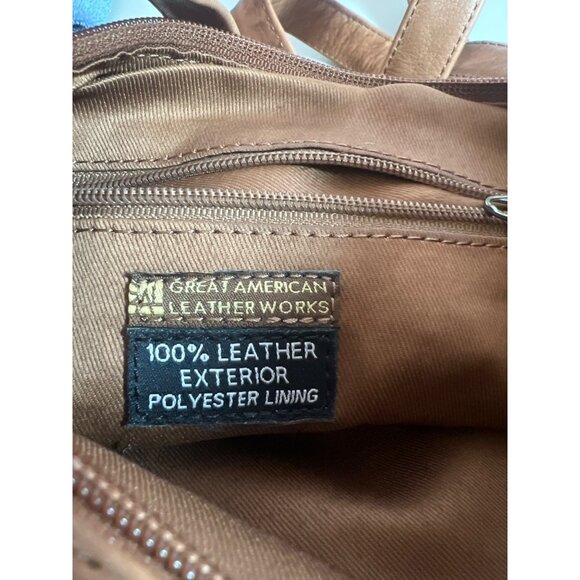 GREAT AMERICAN
LEATHER WORKS
100% LEATHER
EXTERIOR
POLYESTER LINING